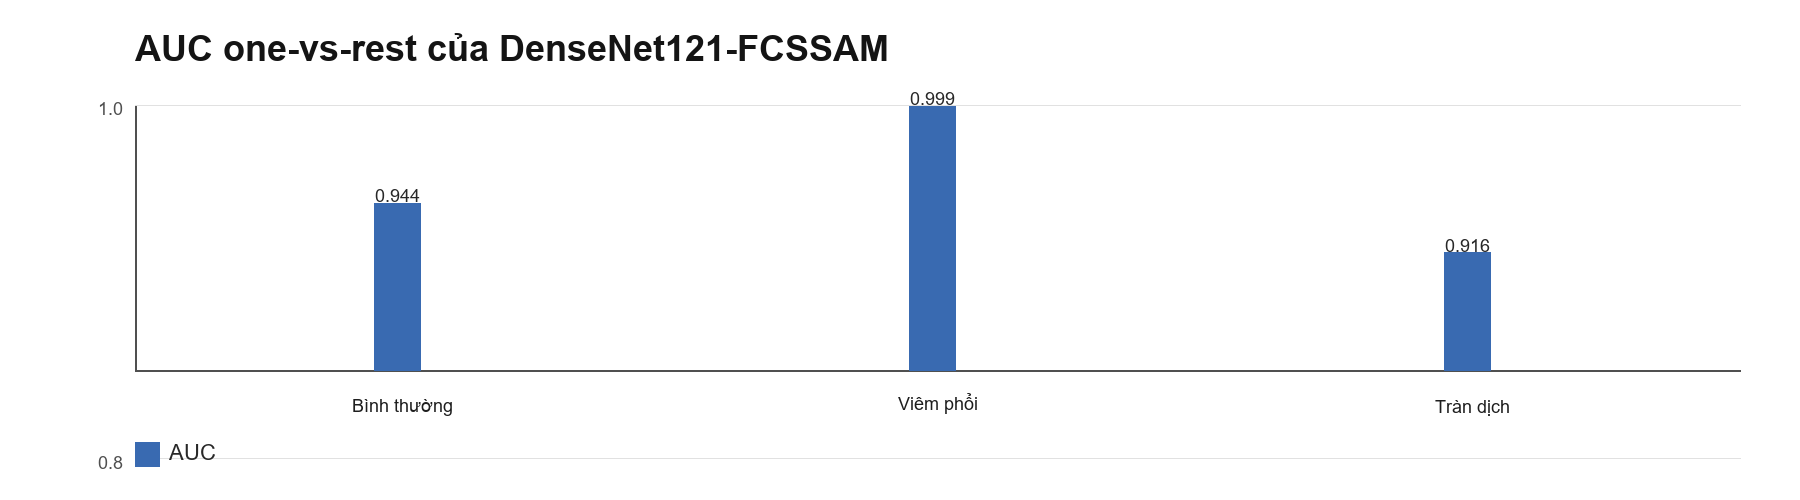 AUC one-vs-rest của DenseNet121-FCSSAM
1.0
0.944
0.999
0.916
Bình thường
Viêm phổi
Tràn dịch
AUC
0.8